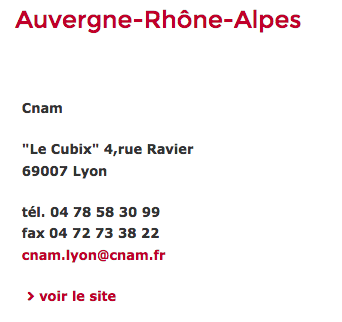 Auvergne-Rhône-Alpes
Cnam
"Le Cubix" 4,rue Ravier
69007 Lyon
tél. 04 78 58 30 99
fax 04 72 73 38 22
cnam.lyon@cnam.fr
> voir le site